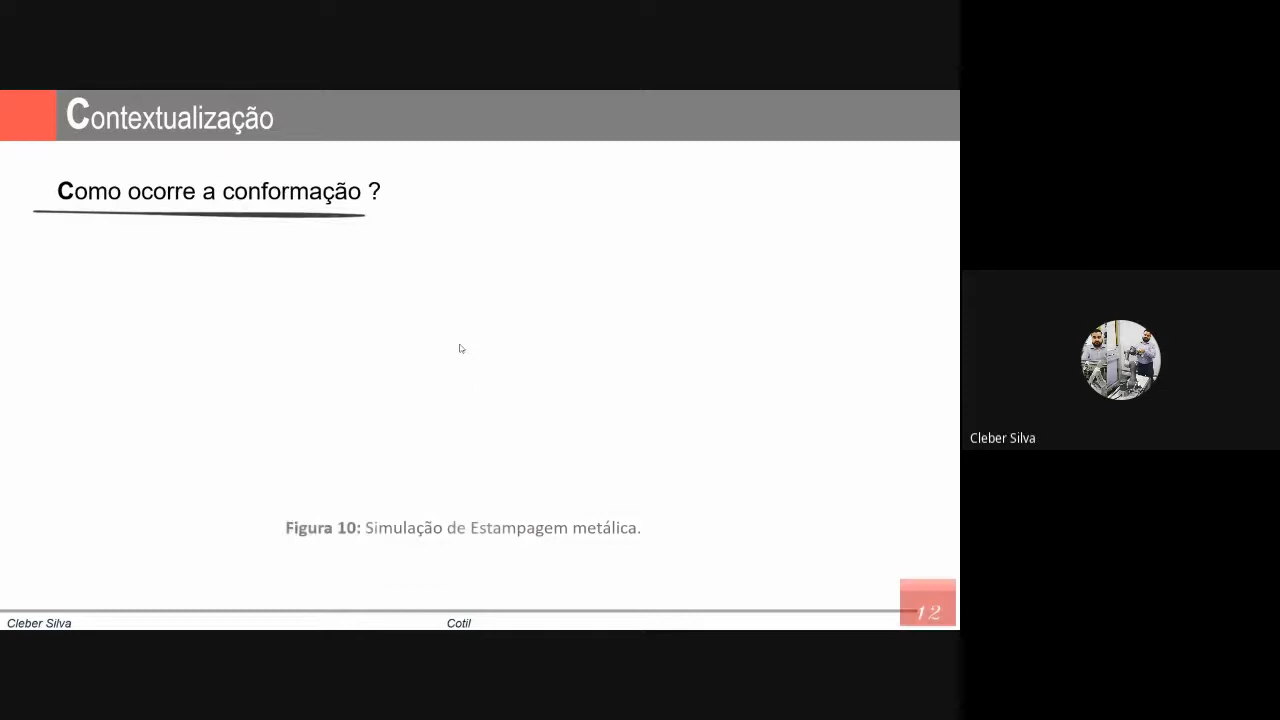 Contextualização
Como ocorre a conformação ?
Figura 10: Simulação de Estampagem metálica.
12
Cleber Silva
Cotil
Cleber Silva